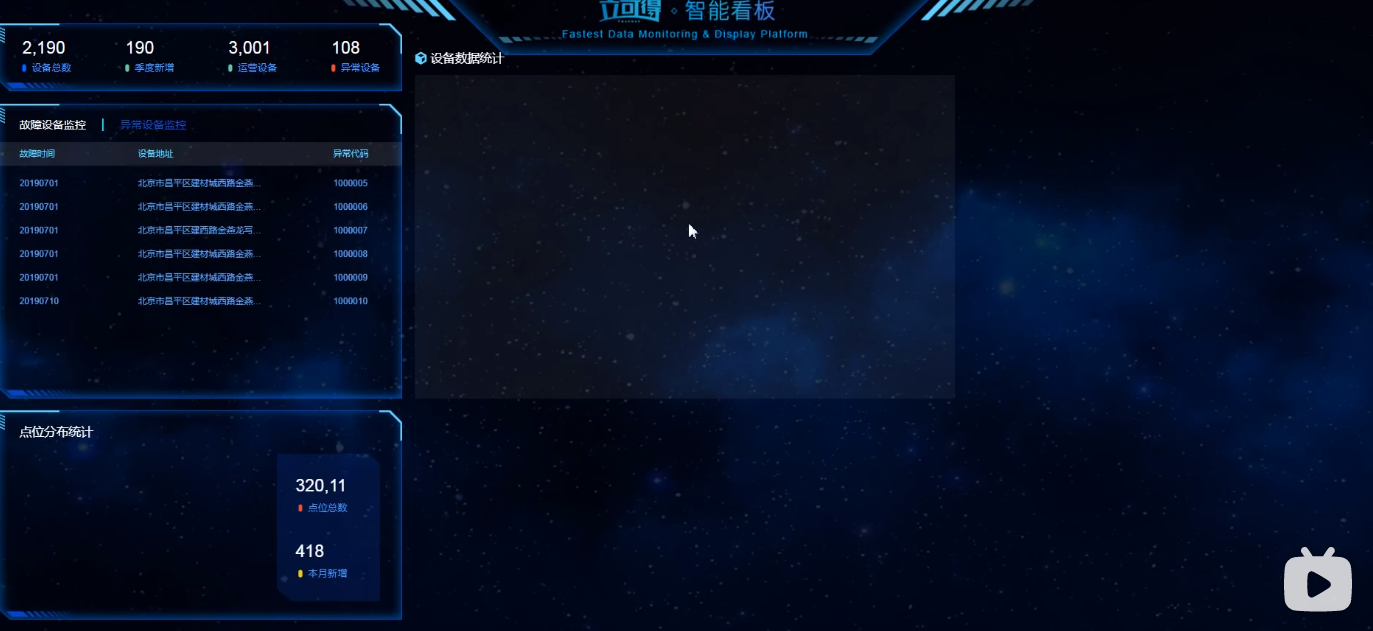 立可得 · 智能看板
Fastest Data Monitoring & Display Platform
2,190 190 3,001 108
设备总数 季度新增 运营设备 异常设备
故障设备监控 异常设备监控
故障时间 设备地址 异常代码
20190701 北京市昌平区建材城西路金燕... 1000005
20190701 北京市昌平区建材城西路金燕... 1000006
20190701 北京市昌平区建西路金燕龙写... 1000007
20190701 北京市昌平区建材城西路金燕... 1000008
20190701 北京市昌平区建材城西路金燕... 1000009
20190710 北京市昌平区建材城西路金燕... 1000010
点位分布统计
320,11
点位总数
418
本月新增
设备数据统计